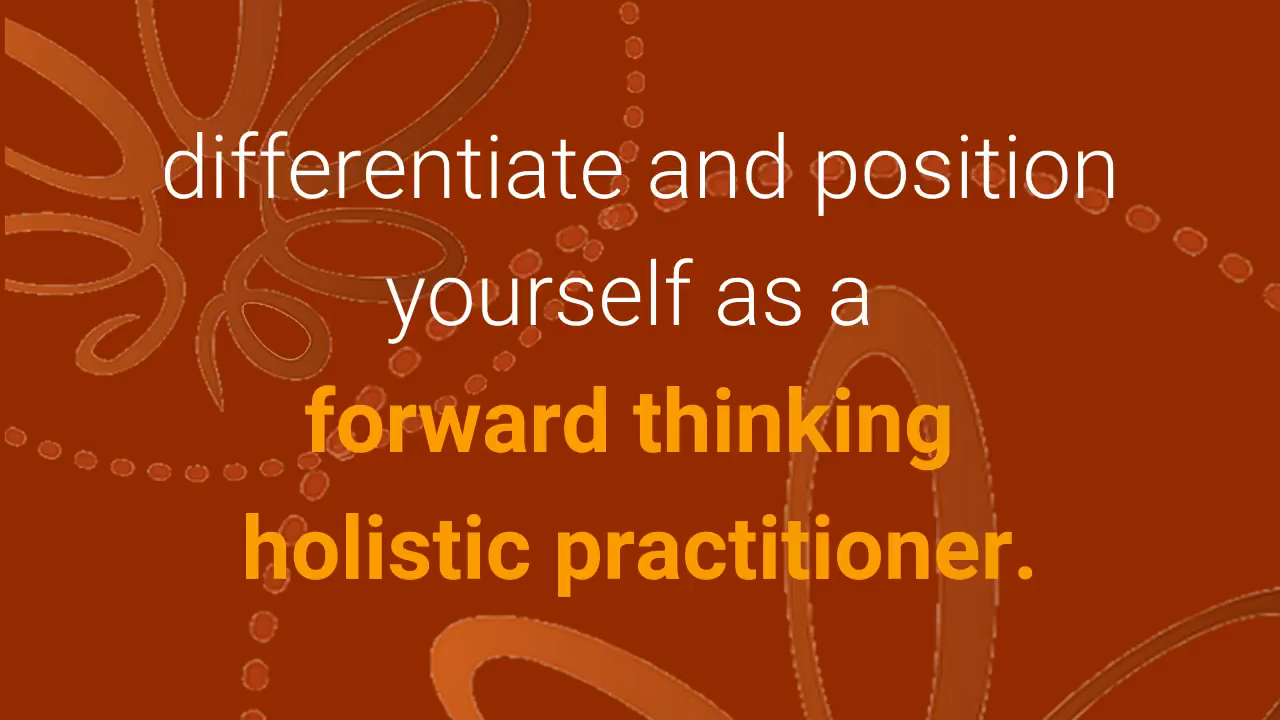 differentiate and position
yourself as a
forward thinking
holistic practitioner.